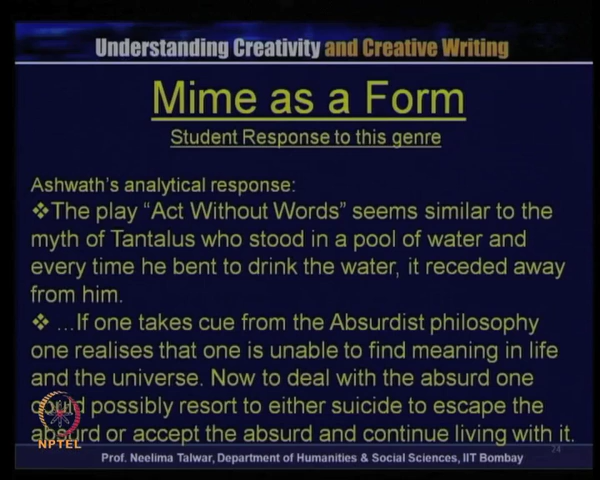 Understanding Creativity and Creative Writing
Mime as a Form
Student Response to this genre
Ashwath's analytical response:
❖The play “Act Without Words” seems similar to the
myth of Tantalus who stood in a pool of water and
every time he bent to drink the water, it receded away
from him.
❖ ...If one takes cue from the Absurdist philosophy
one realises that one is unable to find meaning in life
and the universe. Now to deal with the absurd one
could possibly resort to either suicide to escape the
absurd or accept the absurd and continue living with it.
NPTEL
24
Prof. Neelima Talwar, Department of Humanities & Social Sciences, IIT Bombay